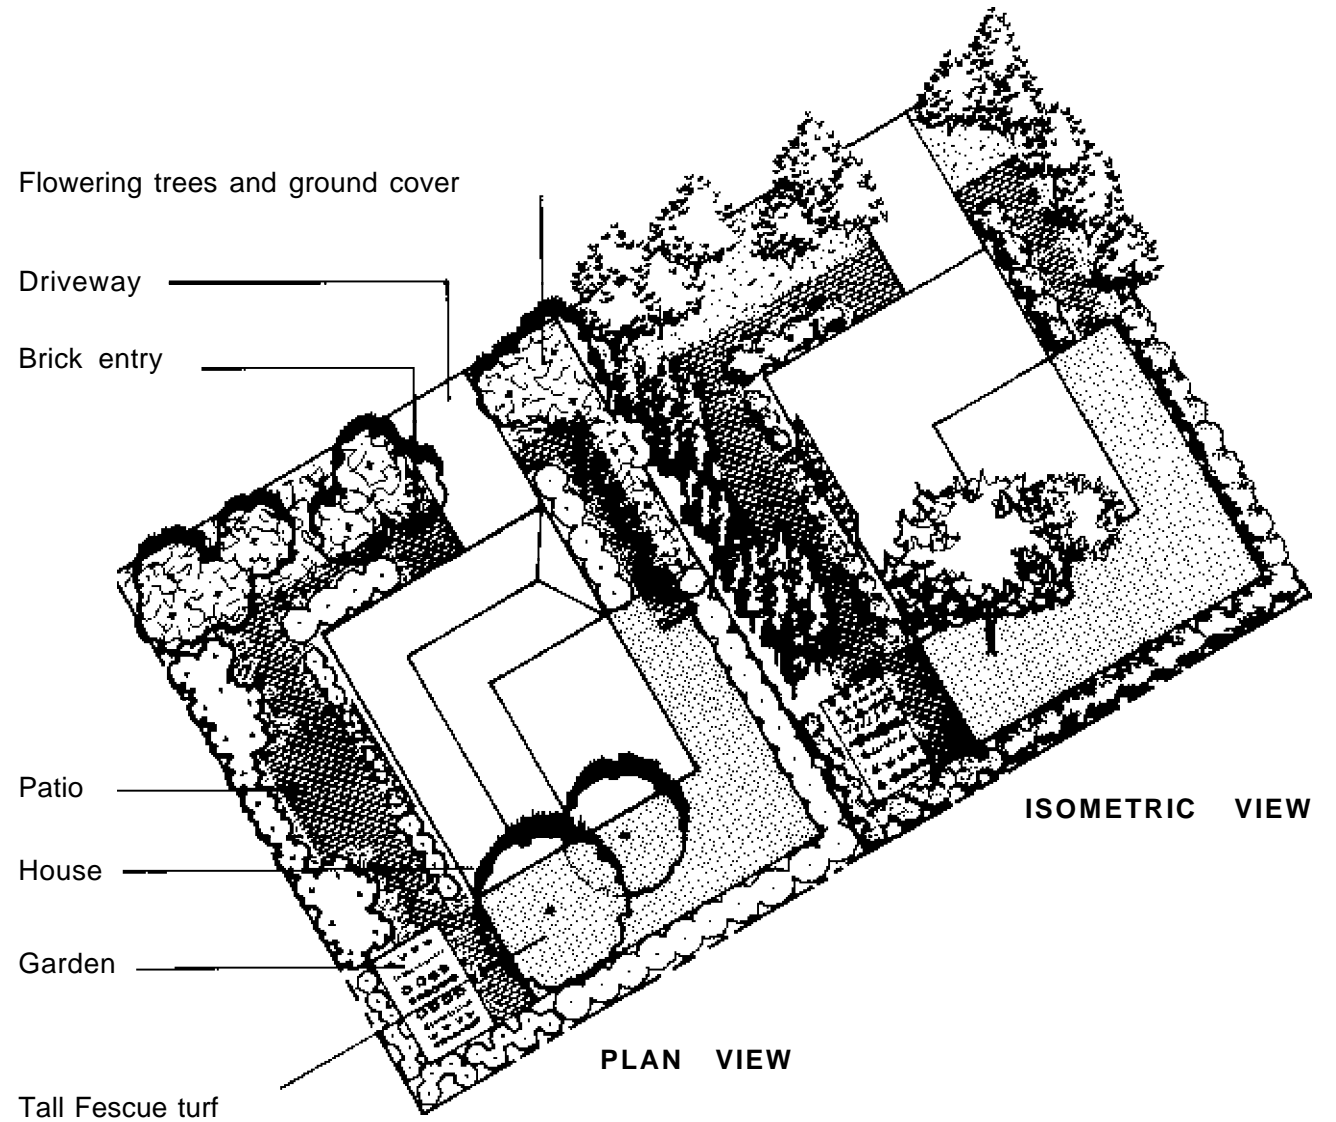 Flowering trees and ground cover
Driveway
Brick entry
Patio
ISOMETRIC VIEW
House
Garden
PLAN VIEW
Tall Fescue turf